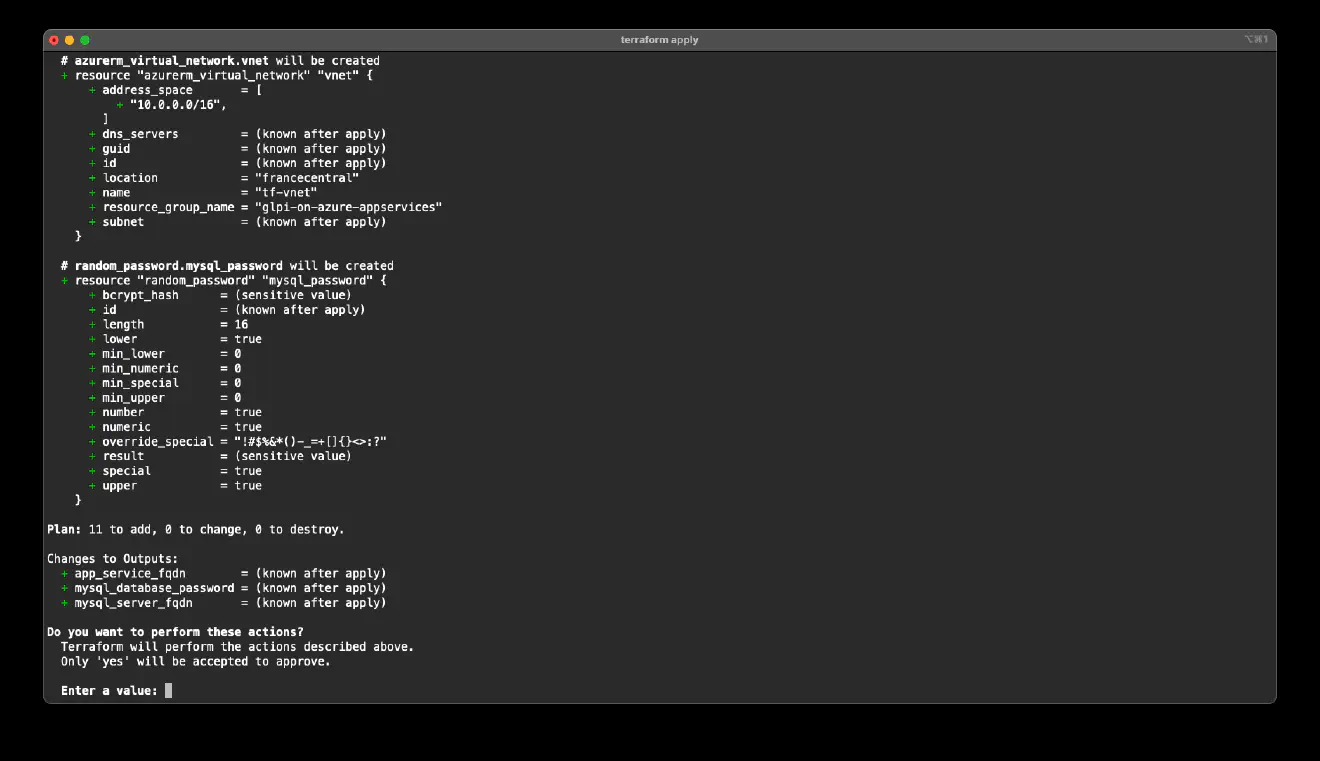 terraform apply
⌥⌘1
# azurerm_virtual_network.vnet will be created
+ resource "azurerm_virtual_network" "vnet" {
+ address_space = [
+ "10.0.0.0/16",
]
+ dns_servers = (known after apply)
+ guid = (known after apply)
+ id = (known after apply)
+ location = "francecentral"
+ name = "tf-vnet"
+ resource_group_name = "glpi-on-azure-appservices"
+ subnet = (known after apply)
}
# random_password.mysql_password will be created
+ resource "random_password" "mysql_password" {
+ bcrypt_hash = (sensitive value)
+ id = (known after apply)
+ length = 16
+ lower = true
+ min_lower = 0
+ min_numeric = 0
+ min_special = 0
+ min_upper = 0
+ number = true
+ numeric = true
+ override_special = "!#$%&*()-_=+[]{}<>:?"
+ result = (sensitive value)
+ special = true
+ upper = true
}
Plan: 11 to add, 0 to change, 0 to destroy.
Changes to Outputs:
+ app_service_fqdn = (known after apply)
+ mysql_database_password = (known after apply)
+ mysql_server_fqdn = (known after apply)
Do you want to perform these actions?
Terraform will perform the actions described above.
Only 'yes' will be accepted to approve.
Enter a value: